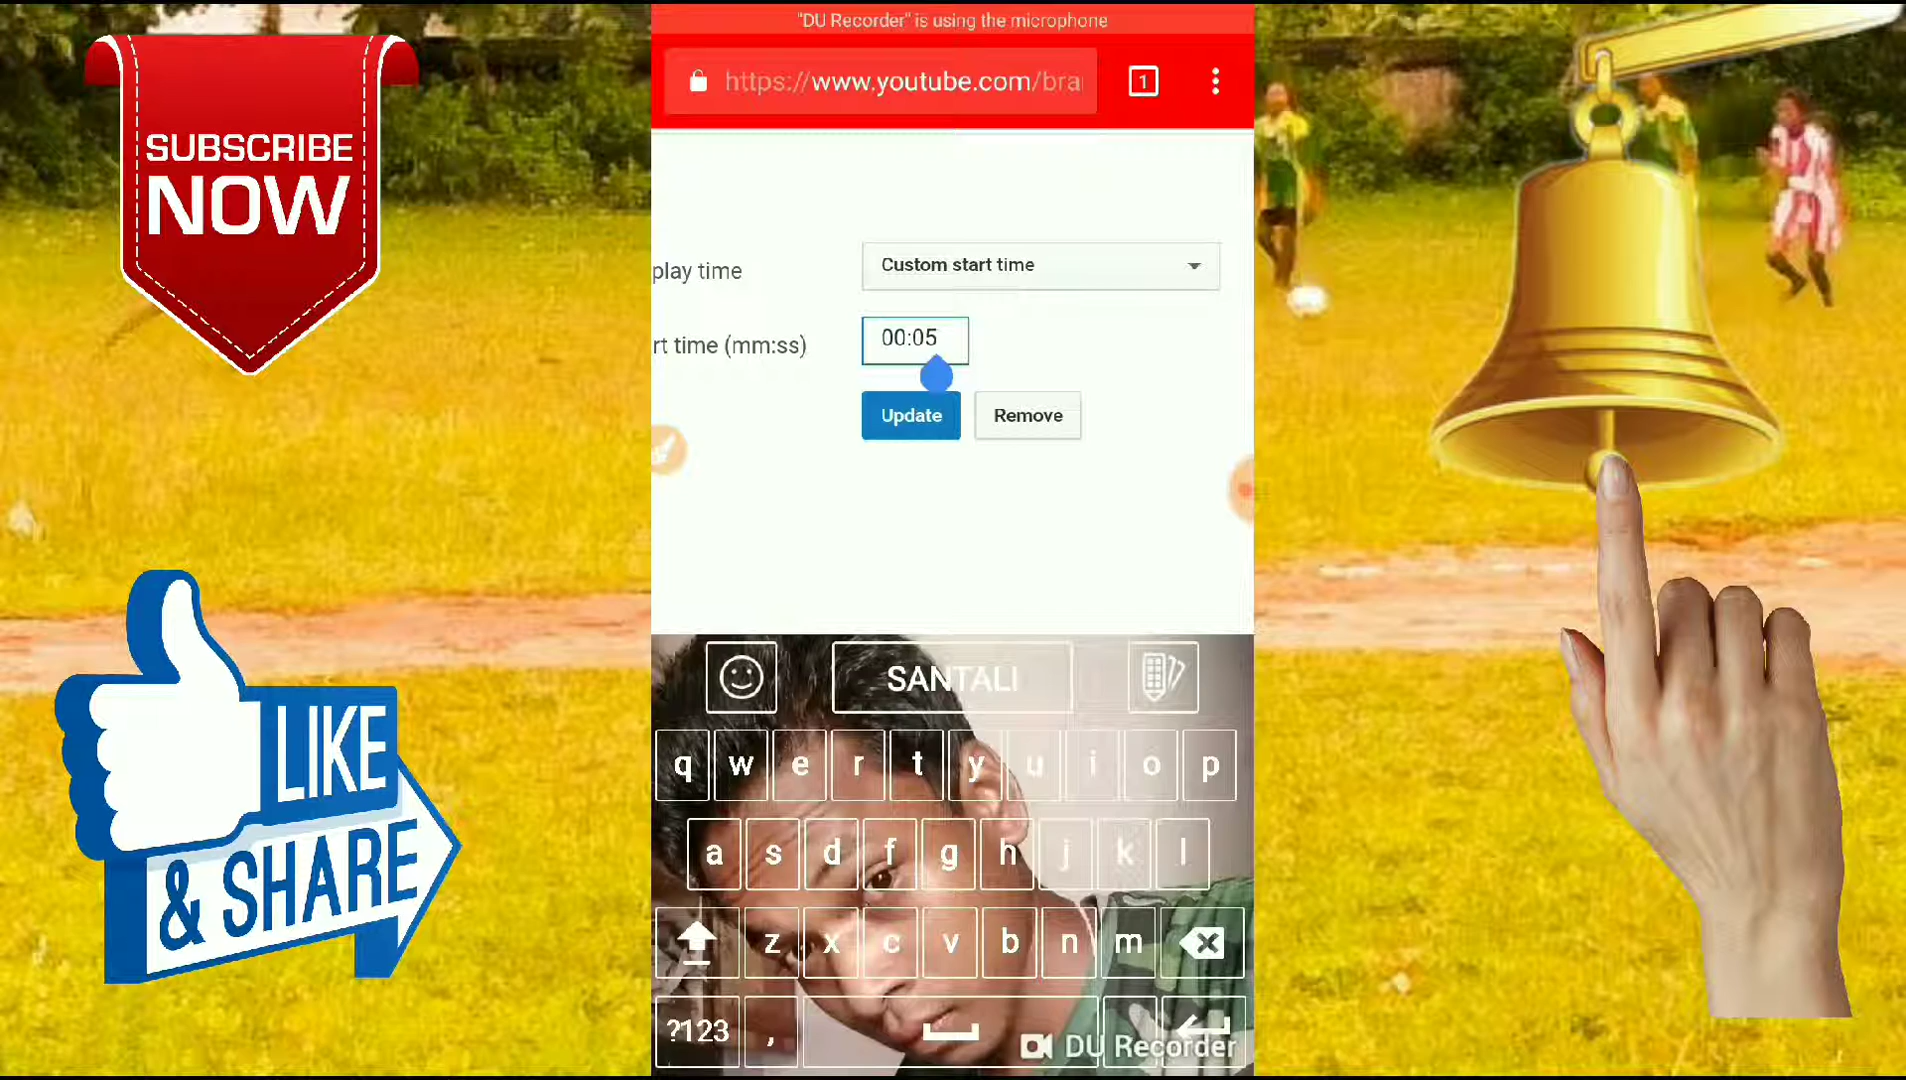 SUBSCRIBE
NOW
LIKE
& SHARE
"DU Recorder" is using the microphone
https://www.youtube.com/bra
1
play time
Custom start time
rt time (mm:ss)
00:05
Update
Remove
SANTALI
q w e r t y u i o p
a s d f g h j k l
z x c v b n m
?123 ,
DU Recorder